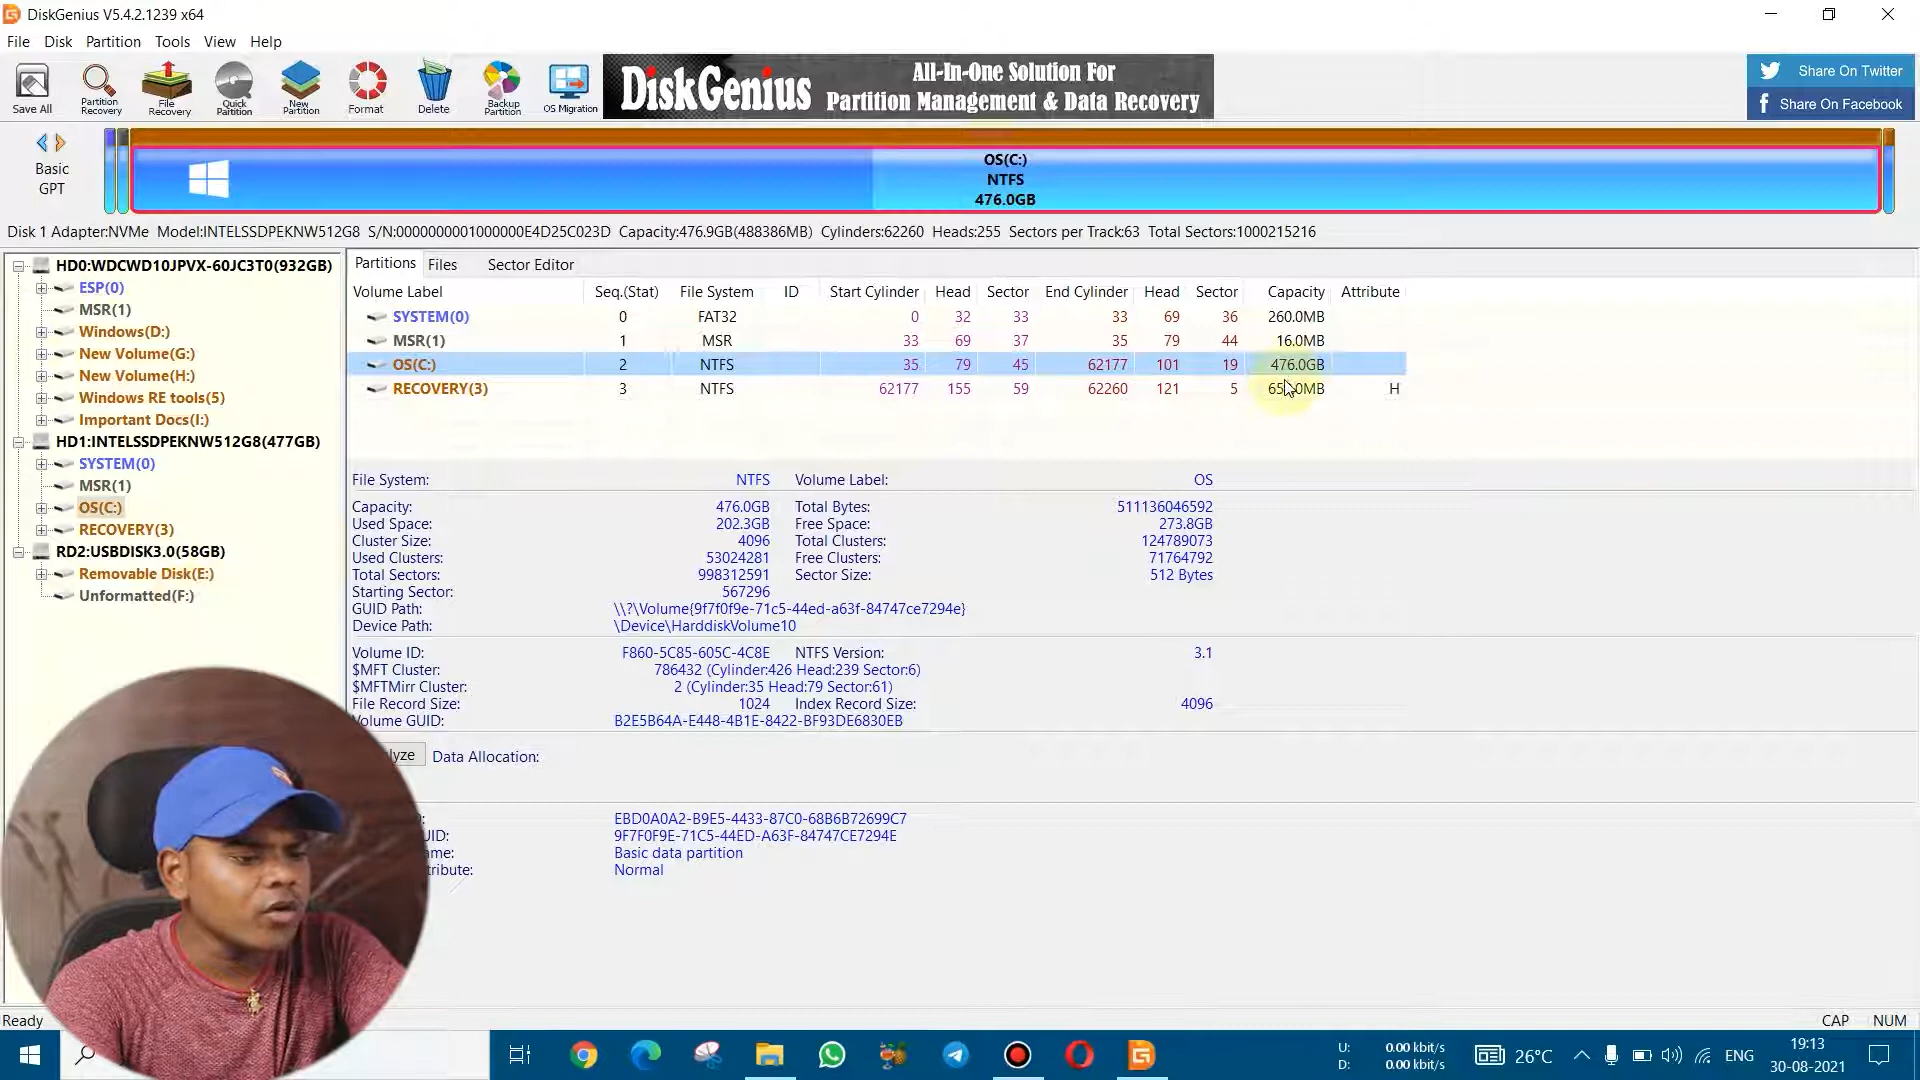 DiskGenius V5.4.2.1239 x64
File Disk Partition Tools View Help
Save All
Partition Recovery
File Recovery
Quick Partition
New Partition
Format
Delete
Backup Partition
OS Migration
DiskGenius
All-In-One Solution For
Partition Management & Data Recovery
Share On Twitter
Share On Facebook
Basic
GPT
OS(C:)
NTFS
476.0GB
Disk 1 Adapter:NVMe Model:INTELSSDPEKNW512G8 S/N:0000000001000000E4D25C023D Capacity:476.9GB(488386MB) Cylinders:62260 Heads:255 Sectors per Track:63 Total Sectors:1000215216
HD0:WDCWD10JPVX-60JC3T0(932GB)
ESP(0)
MSR(1)
Windows(D:)
New Volume(G:)
New Volume(H:)
Windows RE tools(5)
Important Docs(I:)
HD1:INTELSSDPEKNW512G8(477GB)
SYSTEM(0)
MSR(1)
OS(C:)
RECOVERY(3)
RD2:USBDISK3.0(58GB)
Removable Disk(E:)
Unformatted(F:)
Partitions Files Sector Editor
Volume Label Seq.(Stat) File System ID Start Cylinder Head Sector End Cylinder Head Sector Capacity Attribute
SYSTEM(0) 0 FAT32 0 32 33 33 69 36 260.0MB
MSR(1) 1 MSR 33 69 37 35 79 44 16.0MB
OS(C:) 2 NTFS 35 79 45 62177 101 19 476.0GB
RECOVERY(3) 3 NTFS 62177 155 59 62260 121 5 H
File System: NTFS Volume Label: OS
Capacity: 476.0GB Total Bytes: 511136046592
Used Space: 202.3GB Free Space: 273.8GB
Cluster Size: 4096 Total Clusters: 124789073
Used Clusters: 53024281 Free Clusters: 71764792
Total Sectors: 998312591 Sector Size: 512 Bytes
Starting Sector: 567296
GUID Path: \\?\Volume{9f7f0f9e-71c5-44ed-a63f-84747ce7294e}
Device Path: \Device\HarddiskVolume10
Volume ID: F860-5C85-605C-4C8E NTFS Version: 3.1
$MFT Cluster: 786432 (Cylinder:426 Head:239 Sector:6)
$MFTMirr Cluster: 2 (Cylinder:35 Head:79 Sector:61)
File Record Size: 1024 Index Record Size: 4096
Volume GUID: B2E5B64A-E448-4B1E-8422-BF93DE6830EB
lyze Data Allocation:
EBD0A0A2-B9E5-4433-87C0-68B6B72699C7
UID: 9F7F0F9E-71C5-44ED-A63F-84747CE7294E
me: Basic data partition
tribute: Normal
Ready
CAP NUM
U: 0.00 kbit/s
D: 0.00 kbit/s
26°C
ENG
19:13
30-08-2021